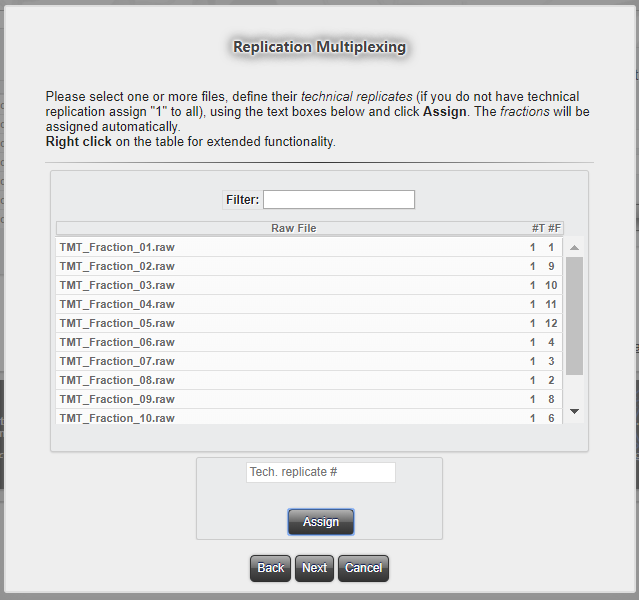 Replication Multiplexing
Please select one or more files, define their technical replicates (if you do not have technical
replication assign "1" to all), using the text boxes below and click Assign. The fractions will be
assigned automatically.
Right click on the table for extended functionality.
Filter:
Raw File #T #F
TMT_Fraction_01.raw 1 1
TMT_Fraction_02.raw 1 9
TMT_Fraction_03.raw 1 10
TMT_Fraction_04.raw 1 11
TMT_Fraction_05.raw 1 12
TMT_Fraction_06.raw 1 4
TMT_Fraction_07.raw 1 3
TMT_Fraction_08.raw 1 2
TMT_Fraction_09.raw 1 8
TMT_Fraction_10.raw 1 6
Tech. replicate #
Assign
Back Next Cancel